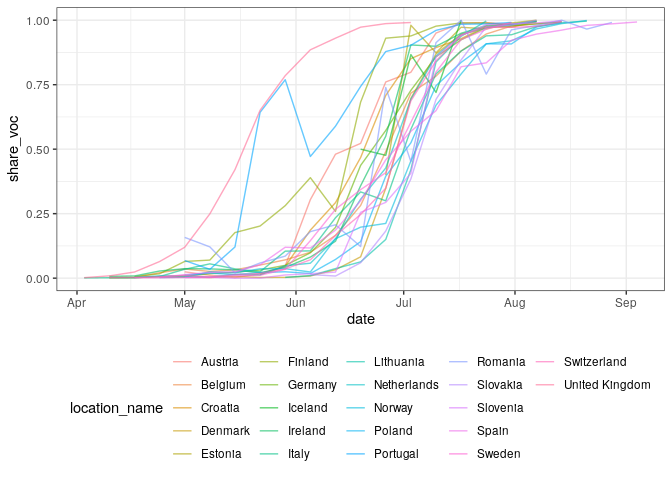 1.00
0.75
0.50
0.25
0.00
share_voc
Apr May Jun Jul Aug Sep
date
location_name
Austria Finland Lithuania Romania Switzerland
Belgium Germany Netherlands Slovakia United Kingdom
Croatia Iceland Norway Slovenia
Denmark Ireland Poland Spain
Estonia Italy Portugal Sweden